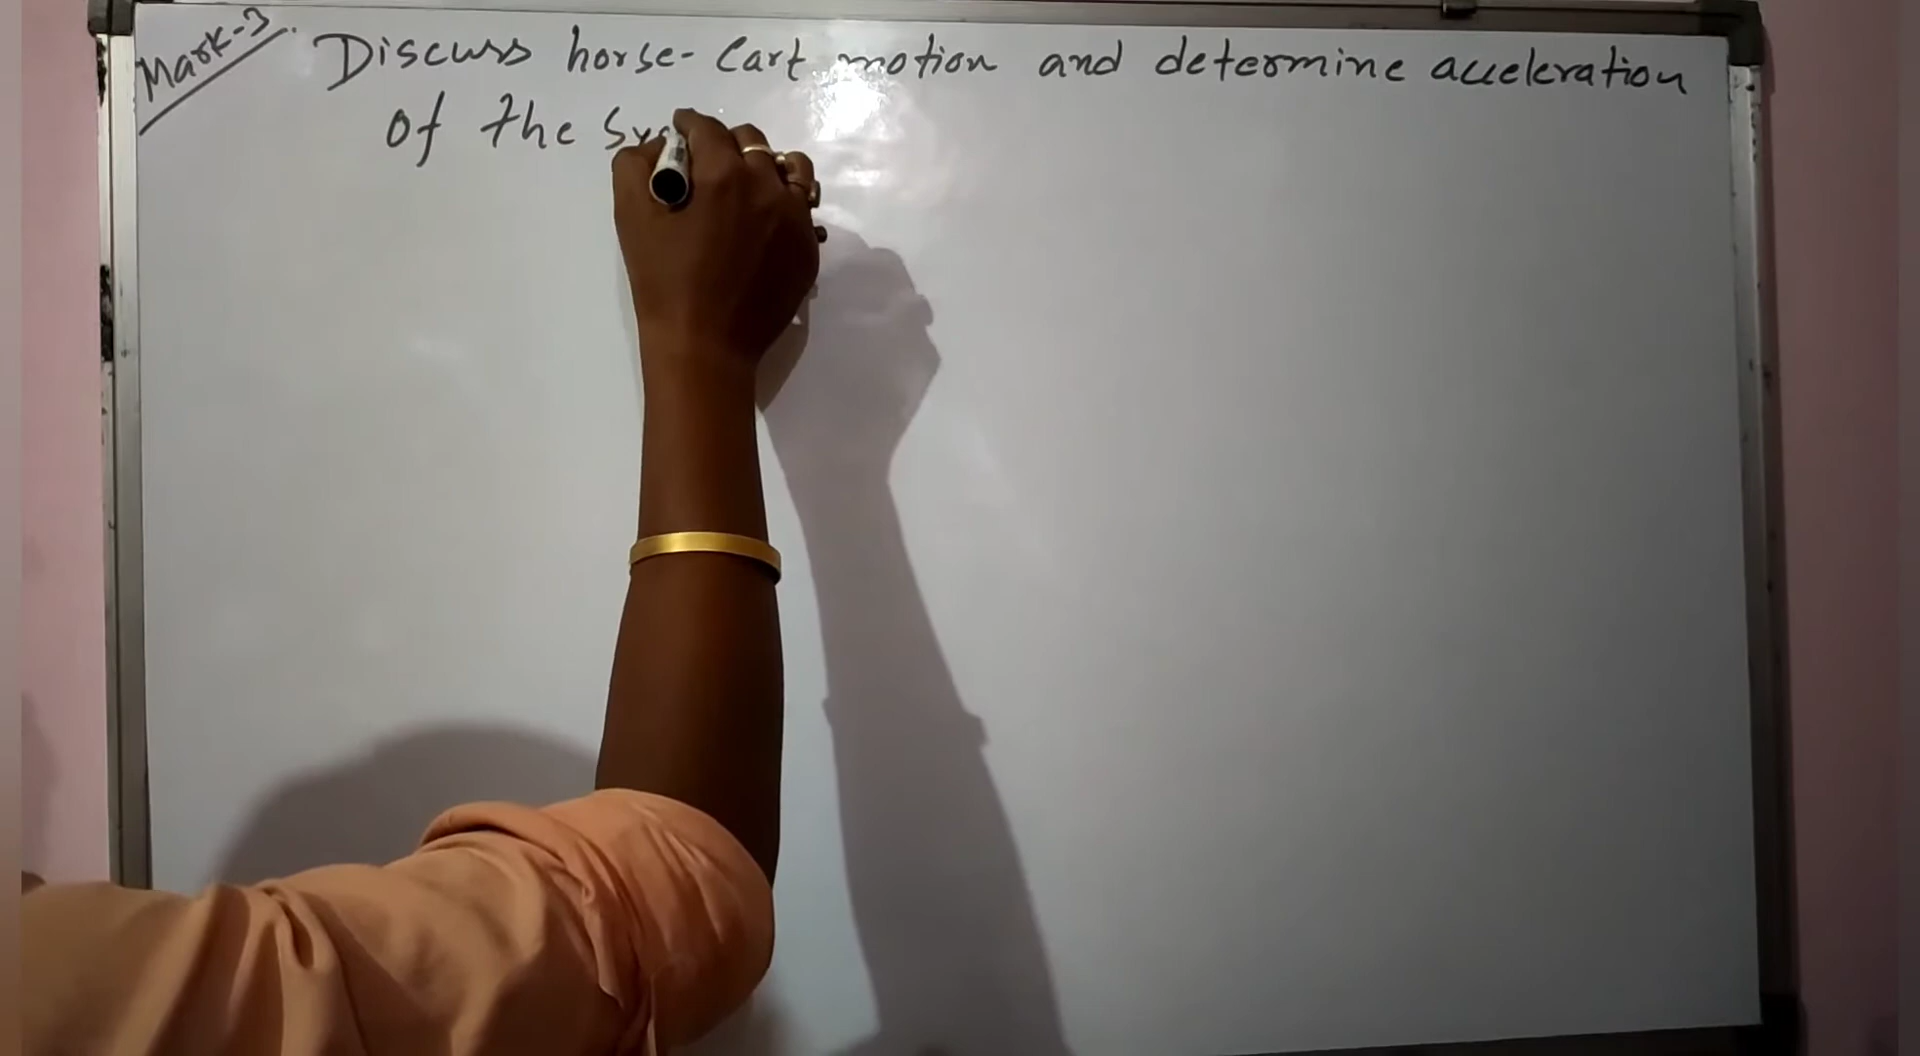 Mark-3
Discuss horse-Cart motion and determine acceleration
of the